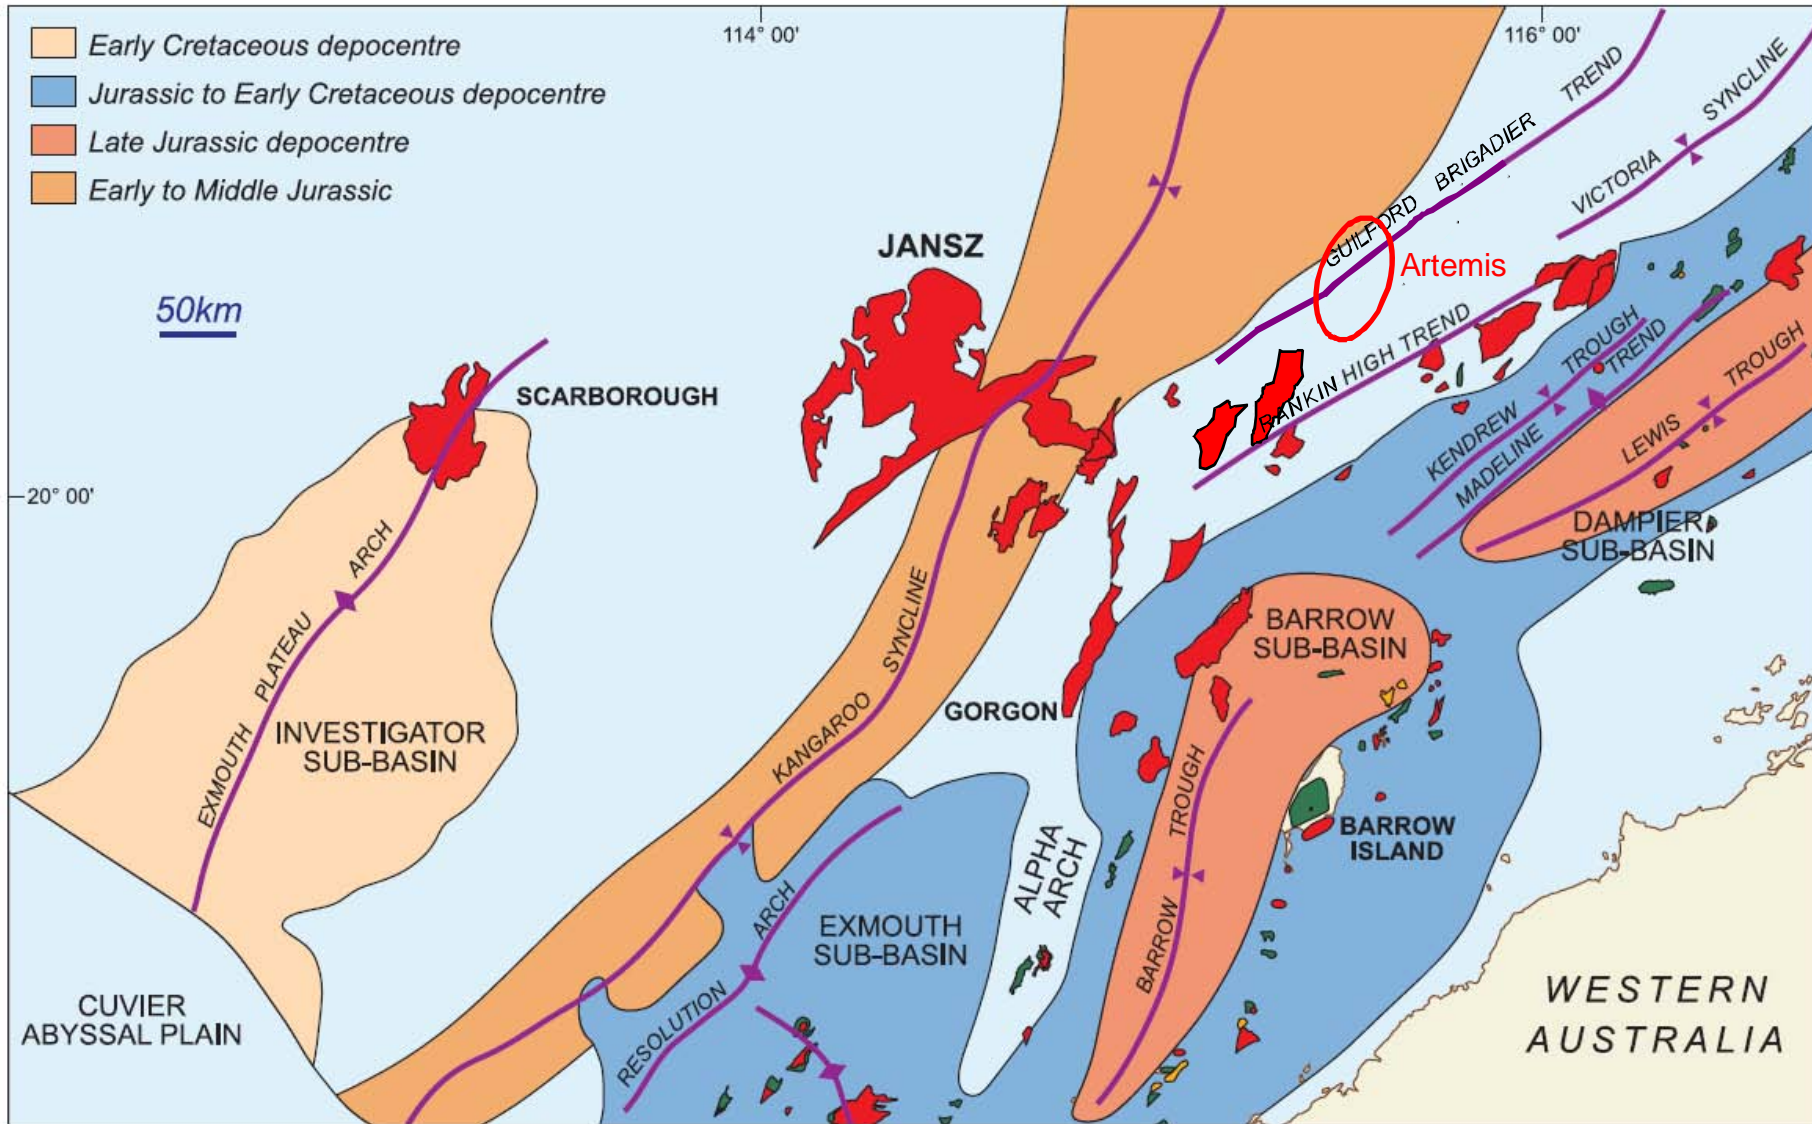 Early Cretaceous depocentre
Jurassic to Early Cretaceous depocentre
Late Jurassic depocentre
Early to Middle Jurassic
114° 00'
116° 00'
TREND
SYNCLINE
BRIGADIER
VICTORIA
GUILFORD
JANSZ
Artemis
50km
RANKIN HIGH TREND
TROUGH
TREND
TROUGH
SCARBOROUGH
KENDREW
MADELINE
LEWIS
20° 00'
DAMPIER
SUB-BASIN
ARCH
PLATEAU
EXMOUTH
SYNCLINE
KANGAROO
BARROW
SUB-BASIN
GORGON
INVESTIGATOR
SUB-BASIN
TROUGH
BARROW
BARROW
ISLAND
ALPHA
ARCH
ARCH
RESOLUTION
EXMOUTH
SUB-BASIN
CUVIER
ABYSSAL PLAIN
WESTERN
AUSTRALIA